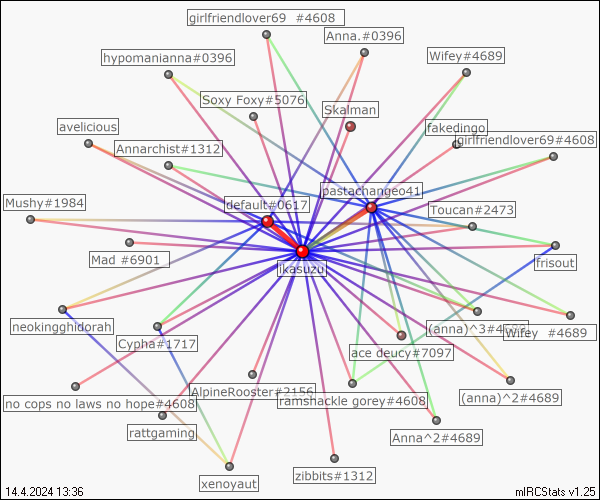 girlfriendlover69  #4608
Anna.#0396
hypomanianna#0396
Wifey#4689
Soxy Foxy#5076
Skalman
avelicious
fakedingo
girlfriendlover69#4608
Annarchist#1312
pastachangeo41
Mushy#1984
default#0617
Toucan#2473
Mad #6901
frisout
ikasuzu
neokingghidorah
(anna)^3#4689
Wifey  #4689
Cypha#1717
ace deucy#7097
AlpineRooster#2156
(anna)^2#4689
no cops no laws no hope#4608
ramshackle gorey#4608
rattgaming
Anna^2#4689
xenoyaut
zibbits#1312
14.4.2024 13:36
mIRCStats v1.25